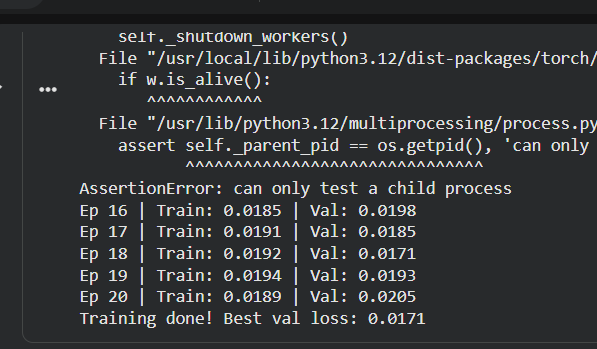 self._shutdown_workers()
File "/usr/local/lib/python3.12/dist-packages/torch/
if w.is_alive():
^^^^^^^^^^^^
File "/usr/lib/python3.12/multiprocessing/process.py
assert self._parent_pid == os.getpid(), 'can only
^^^^^^^^^^^^^^^^^^^^^^^^^^^^^^^
AssertionError: can only test a child process
Ep 16 | Train: 0.0185 | Val: 0.0198
Ep 17 | Train: 0.0191 | Val: 0.0185
Ep 18 | Train: 0.0192 | Val: 0.0171
Ep 19 | Train: 0.0194 | Val: 0.0193
Ep 20 | Train: 0.0189 | Val: 0.0205
Training done! Best val loss: 0.0171